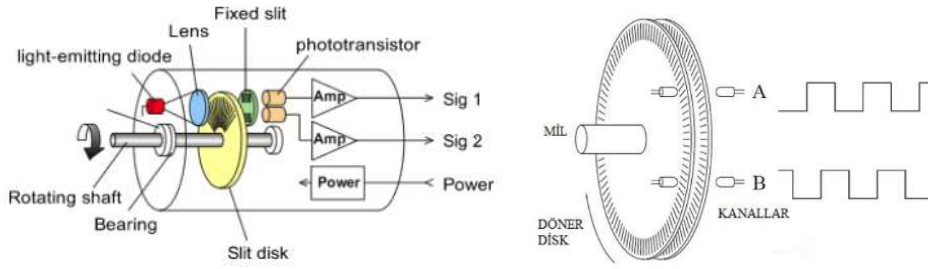 Fixed slit
Lens
phototransistor
light-emitting diode
Amp
Sig 1
Amp
Sig 2
Power
Power
Rotating shaft
Bearing
Slit disk
A
MİL
B
KANALLAR
DÖNER
DİSK